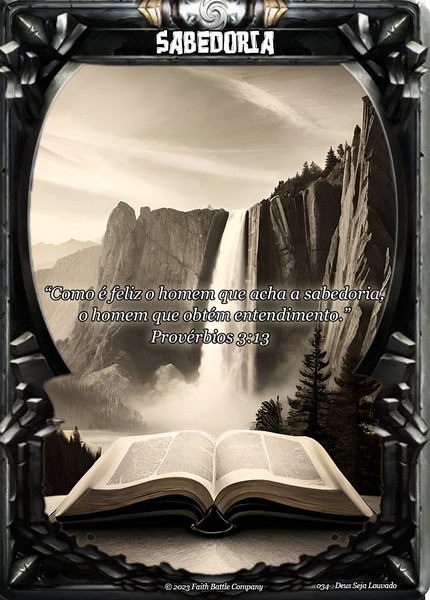 SABEDORIA
“Como é feliz o homem que acha a sabedoria,
o homem que obtém entendimento.”
Provérbios 3:13
© 2023 Faith Battle Company
034 Deus Seja Louvado